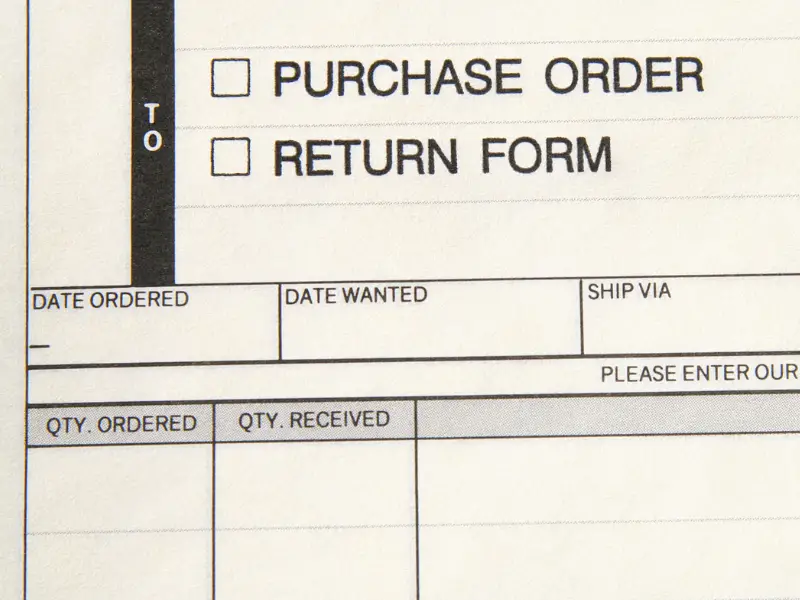 PURCHASE ORDER
TO
RETURN FORM
DATE ORDERED DATE WANTED SHIP VIA
PLEASE ENTER OUR
QTY. ORDERED QTY. RECEIVED